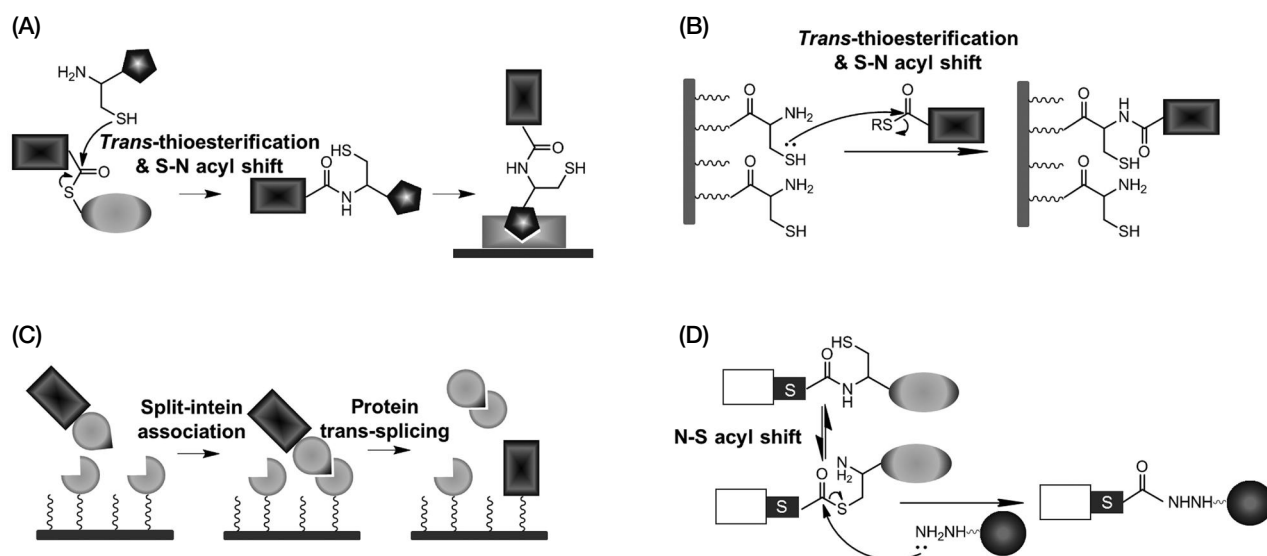 (A)
H₂N
SH
O
S
Trans-thioesterification
& S-N acyl shift
HS
O
N
H
O
HN
SH
(B)
Trans-thioesterification
& S-N acyl shift
O
NH₂
SH
O
RS
O
NH₂
SH
O
H
N
SH
O
O
NH₂
SH
(C)
Split-intein
association
Protein
trans-splicing
(D)
HS
O
S
N
H
N-S acyl shift
N
H₂
O
S
S
NH₂NH
O
S
NHNH